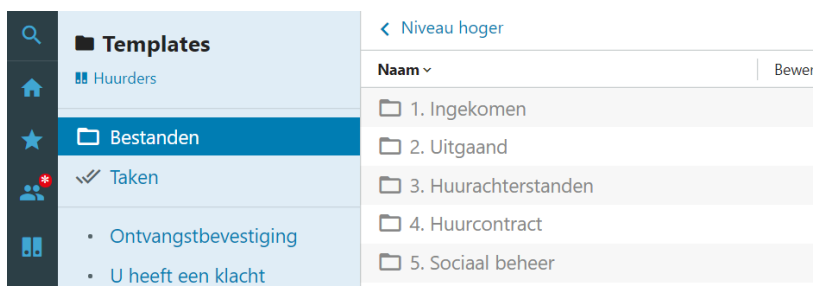 Templates
Huurders
Bestanden
Taken
• Ontvangstbevestiging
• U heeft een klacht
Niveau hoger
Naam
Bewer
1. Ingekomen
2. Uitgaand
3. Huurachterstanden
4. Huurcontract
5. Sociaal beheer